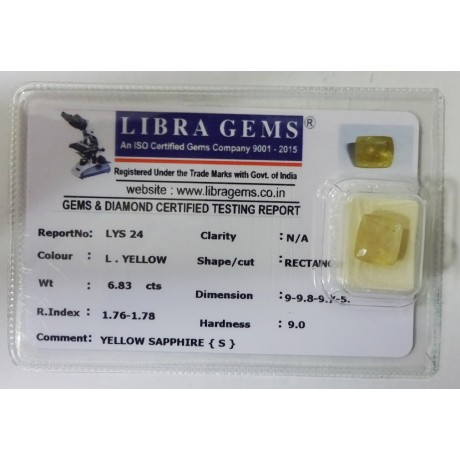 LIBRA GEMS ®
An ISO Certified Gems Company 9001 - 2015
Registered Under the Trade Marks with Govt. of India
website : www.libragems.co.in
GEMS & DIAMOND CERTIFIED TESTING REPORT
ReportNo: LYS 24 Clarity : N/A
Colour : L . YELLOW Shape/cut : RECTANG
Wt : 6.83 cts Dimension :
R.Index : 1.76-1.78 Hardness : 9.0
Comment: YELLOW SAPPHIRE { S }